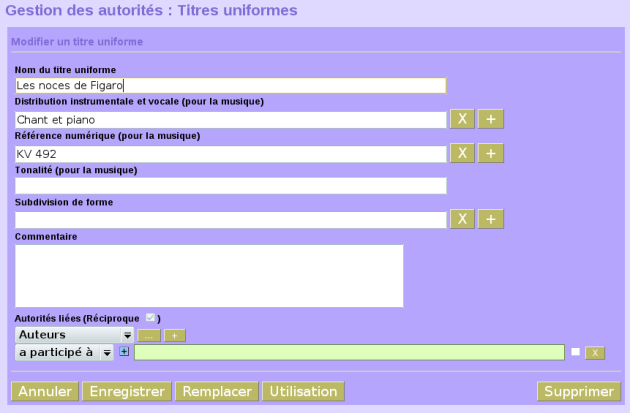 Gestion des autorités : Titres uniformes
Modifier un titre uniforme
Nom du titre uniforme
Les noces de Figaro
Distribution instrumentale et vocale (pour la musique)
Chant et piano X +
Référence numérique (pour la musique)
KV 492 X +
Tonalité (pour la musique)
Subdivision de forme
X +
Commentaire
Autorités liées (Réciproque )
Auteurs ... +
a participé à + X
Annuler Enregistrer Remplacer Utilisation Supprimer